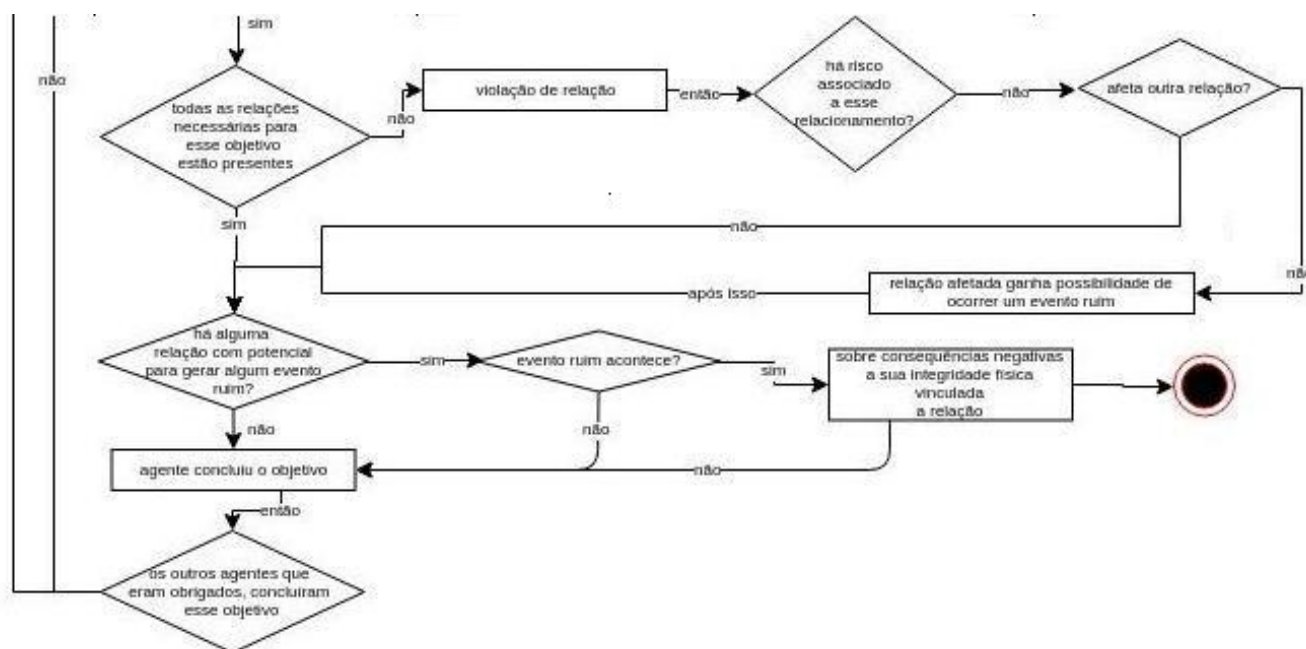 sim
não
todas as relações
necessárias para
esse objetivo
estão presentes
não
violação de relação
então
há risco
associado
a esse
relacionamento?
não
afeta outra relação?
sim
não
não
após isso
relação afetada ganha possibilidade de
ocorrer um evento ruim
há alguma
relação com potencial
para gerar algum evento
ruim?
sim
evento ruim acontece?
sim
sobre consequências negativas
a sua integridade física
vinculada
a relação
não
não
não
agente concluiu o objetivo
então
os outros agentes que
eram obrigados, concluiram
esse objetivo